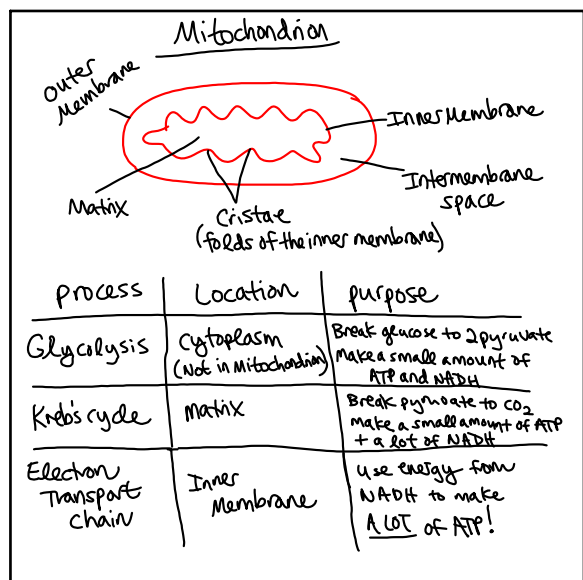 Mitochondrion
Outer
Membrane
Inner Membrane
Intermembrane
space
Matrix
Cristae
(folds of the inner membrane)
process Location purpose
Glycolysis
cytoplasm
(Not in Mitochondrion)
Break glucose to 2 pyruvate
Make a small amount of
ATP and NADH
Kreb's cycle
matrix
Break pyruvate to CO2
make a small amount of ATP
+ a lot of NADH
Electron
Transport
chain
Inner
Membrane
use energy from
NADH to make
A LOT of ATP!